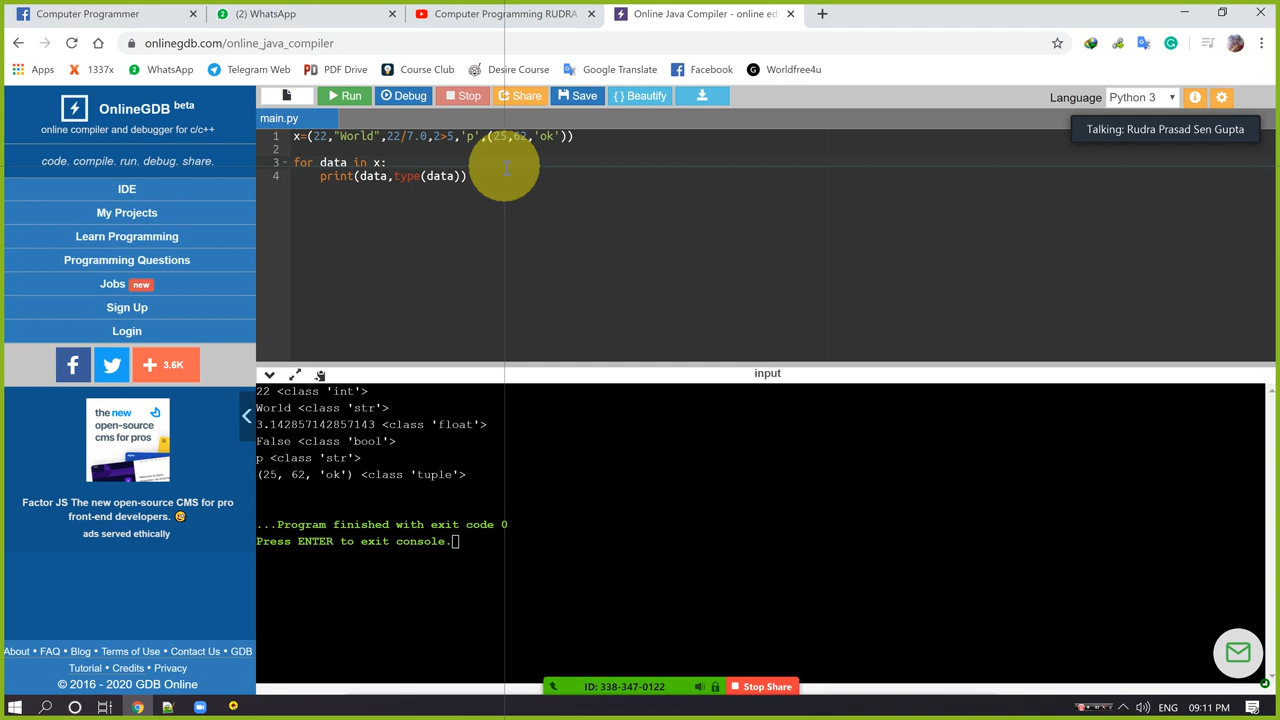 Computer Programmer
(2) WhatsApp
Computer Programming RUDRA
Online Java Compiler - online edi
onlinegdb.com/online_java_compiler
Apps 1337x WhatsApp Telegram Web PDF Drive Course Club Desire Course Google Translate Facebook Worldfree4u
OnlineGDB beta
online compiler and debugger for c/c++
code. compile. run. debug. share.
IDE
My Projects
Learn Programming
Programming Questions
Jobs new
Sign Up
Login
3.6K
the new
open-source
cms for pros
Factor JS The new open-source CMS for pro
front-end developers.
ads served ethically
About • FAQ • Blog • Terms of Use • Contact Us • GDB
Tutorial • Credits • Privacy
© 2016 - 2020 GDB Online
Run Debug Stop Share Save { } Beautify
Language Python 3
Talking: Rudra Prasad Sen Gupta
main.py
1 x=(22,"World",22/7.0,2>5,'p',(25,62,'ok'))
2
3 for data in x:
4 print(data,type(data))
input
22 <class 'int'>
World <class 'str'>
3.142857142857143 <class 'float'>
False <class 'bool'>
p <class 'str'>
(25, 62, 'ok') <class 'tuple'>
...Program finished with exit code 0
Press ENTER to exit console.
ID: 338-347-0122 Stop Share
ENG 09:11 PM